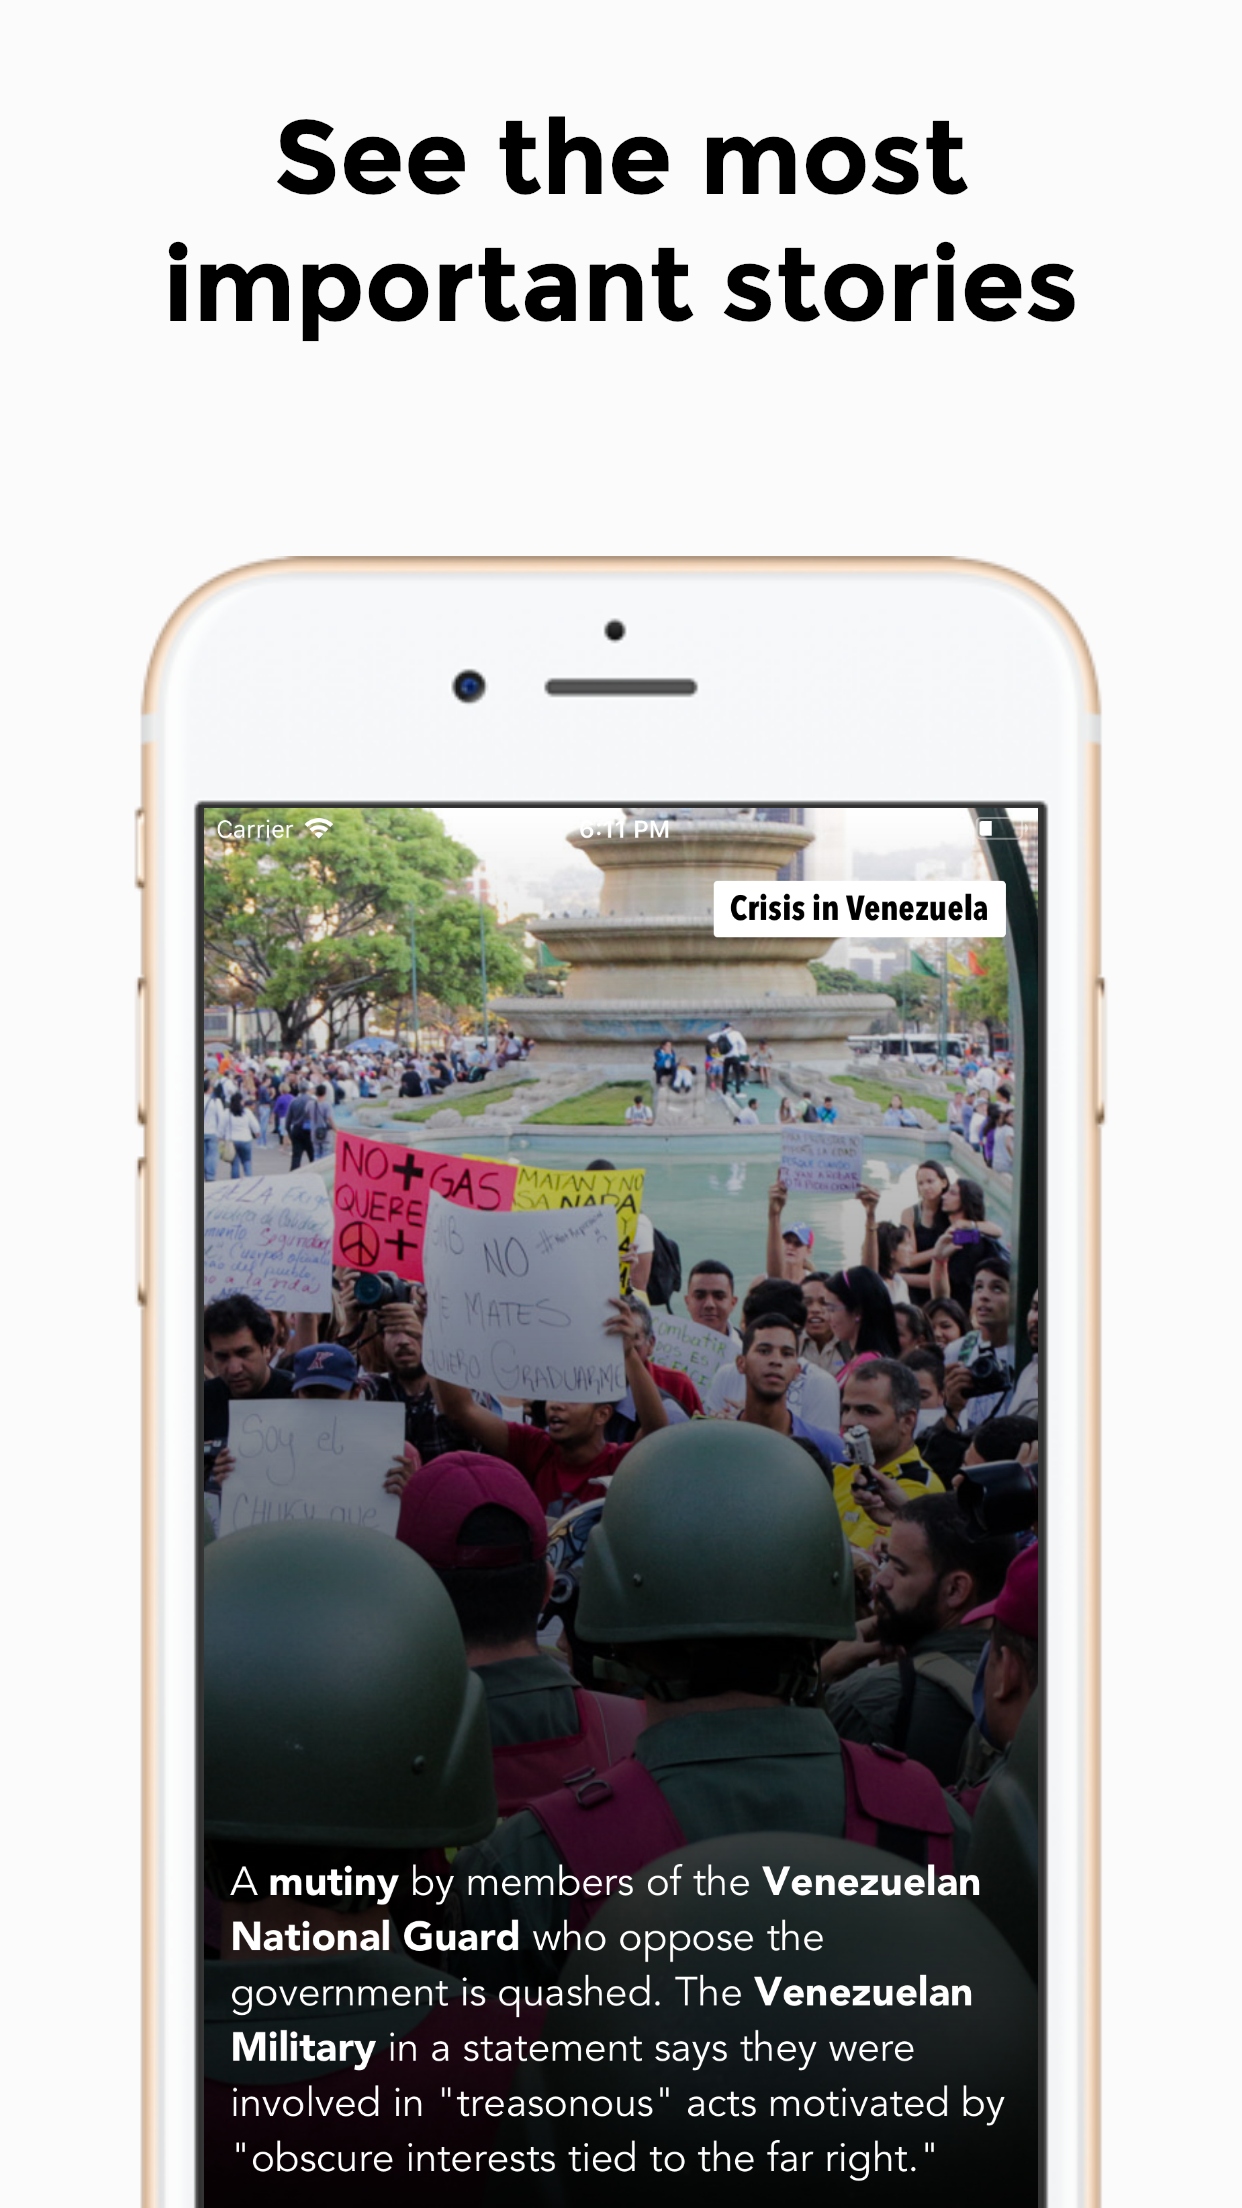 See the most
important stories
Carrier
6:11 PM
Crisis in Venezuela
NO + GAS
QUERE
+
MATAN Y NO
SA NADA
Y
NO
MATES
QUIERO GRADUARME
combatir
Soy el
CHUKY que
A mutiny by members of the Venezuelan
National Guard who oppose the
government is quashed. The Venezuelan
Military in a statement says they were
involved in "treasonous" acts motivated by
"obscure interests tied to the far right."